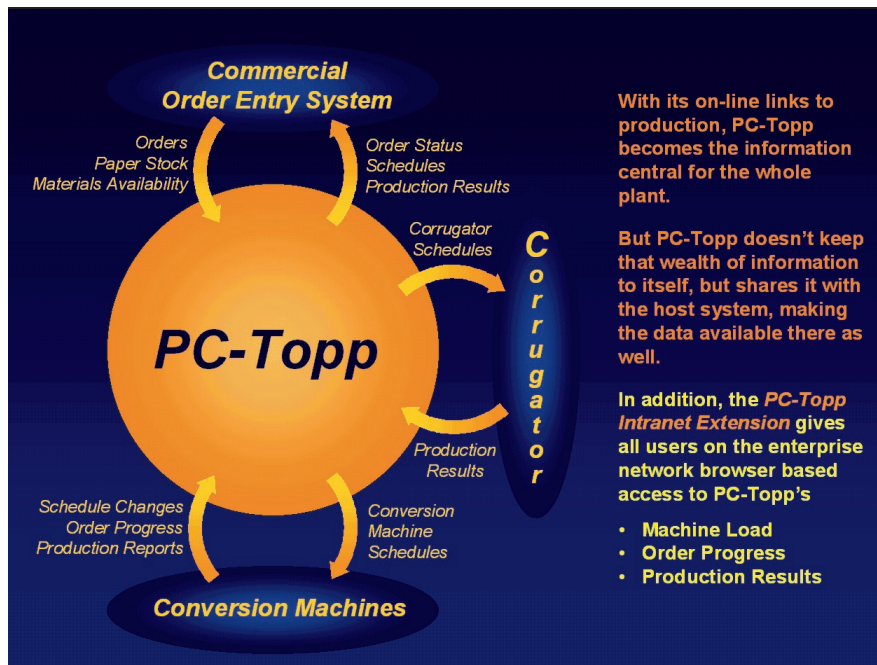 Commercial
Order Entry System
Orders
Paper Stock
Materials Availability
Order Status
Schedules
Production Results
Corrugator
Schedules
Corrugator
PC-Topp
Production
Results
Schedule Changes
Order Progress
Production Reports
Conversion
Machine
Schedules
Conversion Machines
With its on-line links to
production, PC-Topp
becomes the information
central for the whole
plant.
But PC-Topp doesn't keep
that wealth of information
to itself, but shares it with
the host system, making
the data available there as
well.
In addition, the PC-Topp
Intranet Extension gives
all users on the enterprise
network browser based
access to PC-Topp's
• Machine Load
• Order Progress
• Production Results